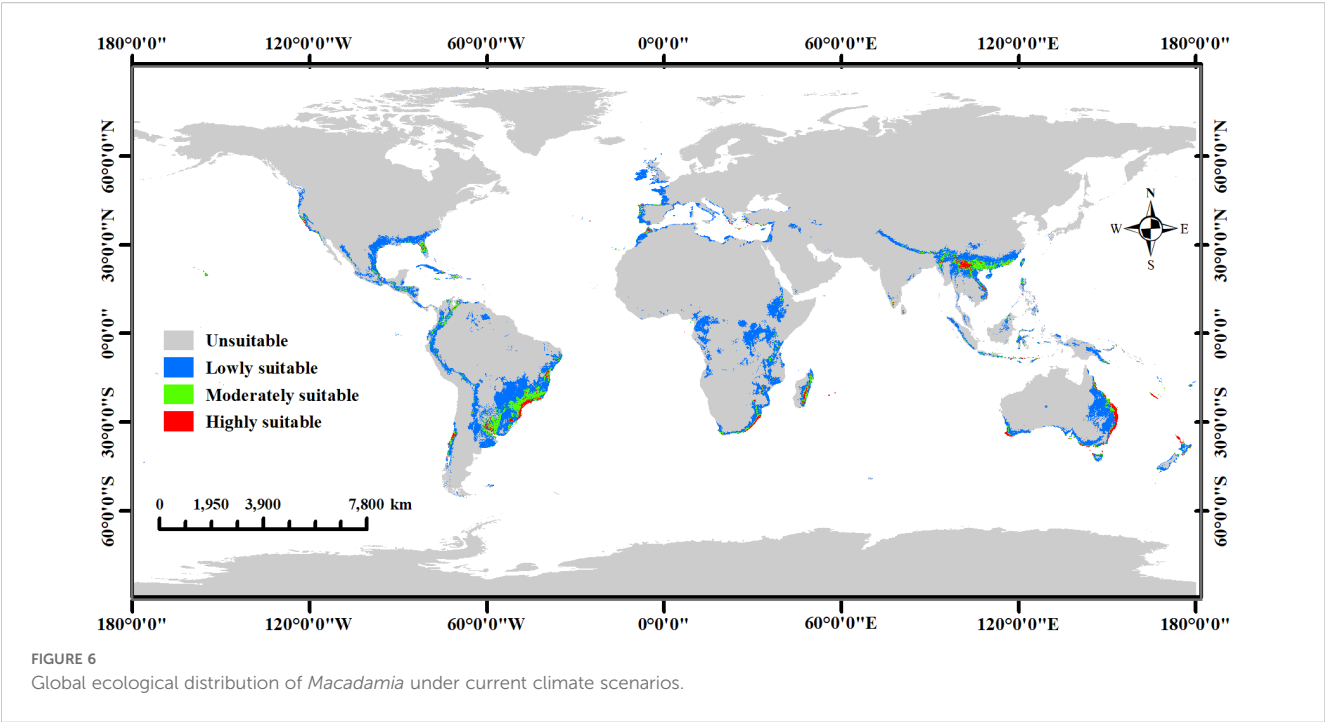 180°0'0" 120°0'0"W 60°0'0"W 0°0'0" 60°0'0"E 120°0'0"E 180°0'0"
60°0'0"N 60°0'0"N
30°0'0"N 30°0'0"N
0°0'0" 0°0'0"
30°0'0"S 30°0'0"S
60°0'0"S 60°0'0"S
N
W E
S
Unsuitable
Lowly suitable
Moderately suitable
Highly suitable
0 1,950 3,900 7,800 km
180°0'0" 120°0'0"W 60°0'0"W 0°0'0" 60°0'0"E 120°0'0"E 180°0'0"
FIGURE 6
Global ecological distribution of Macadamia under current climate scenarios.